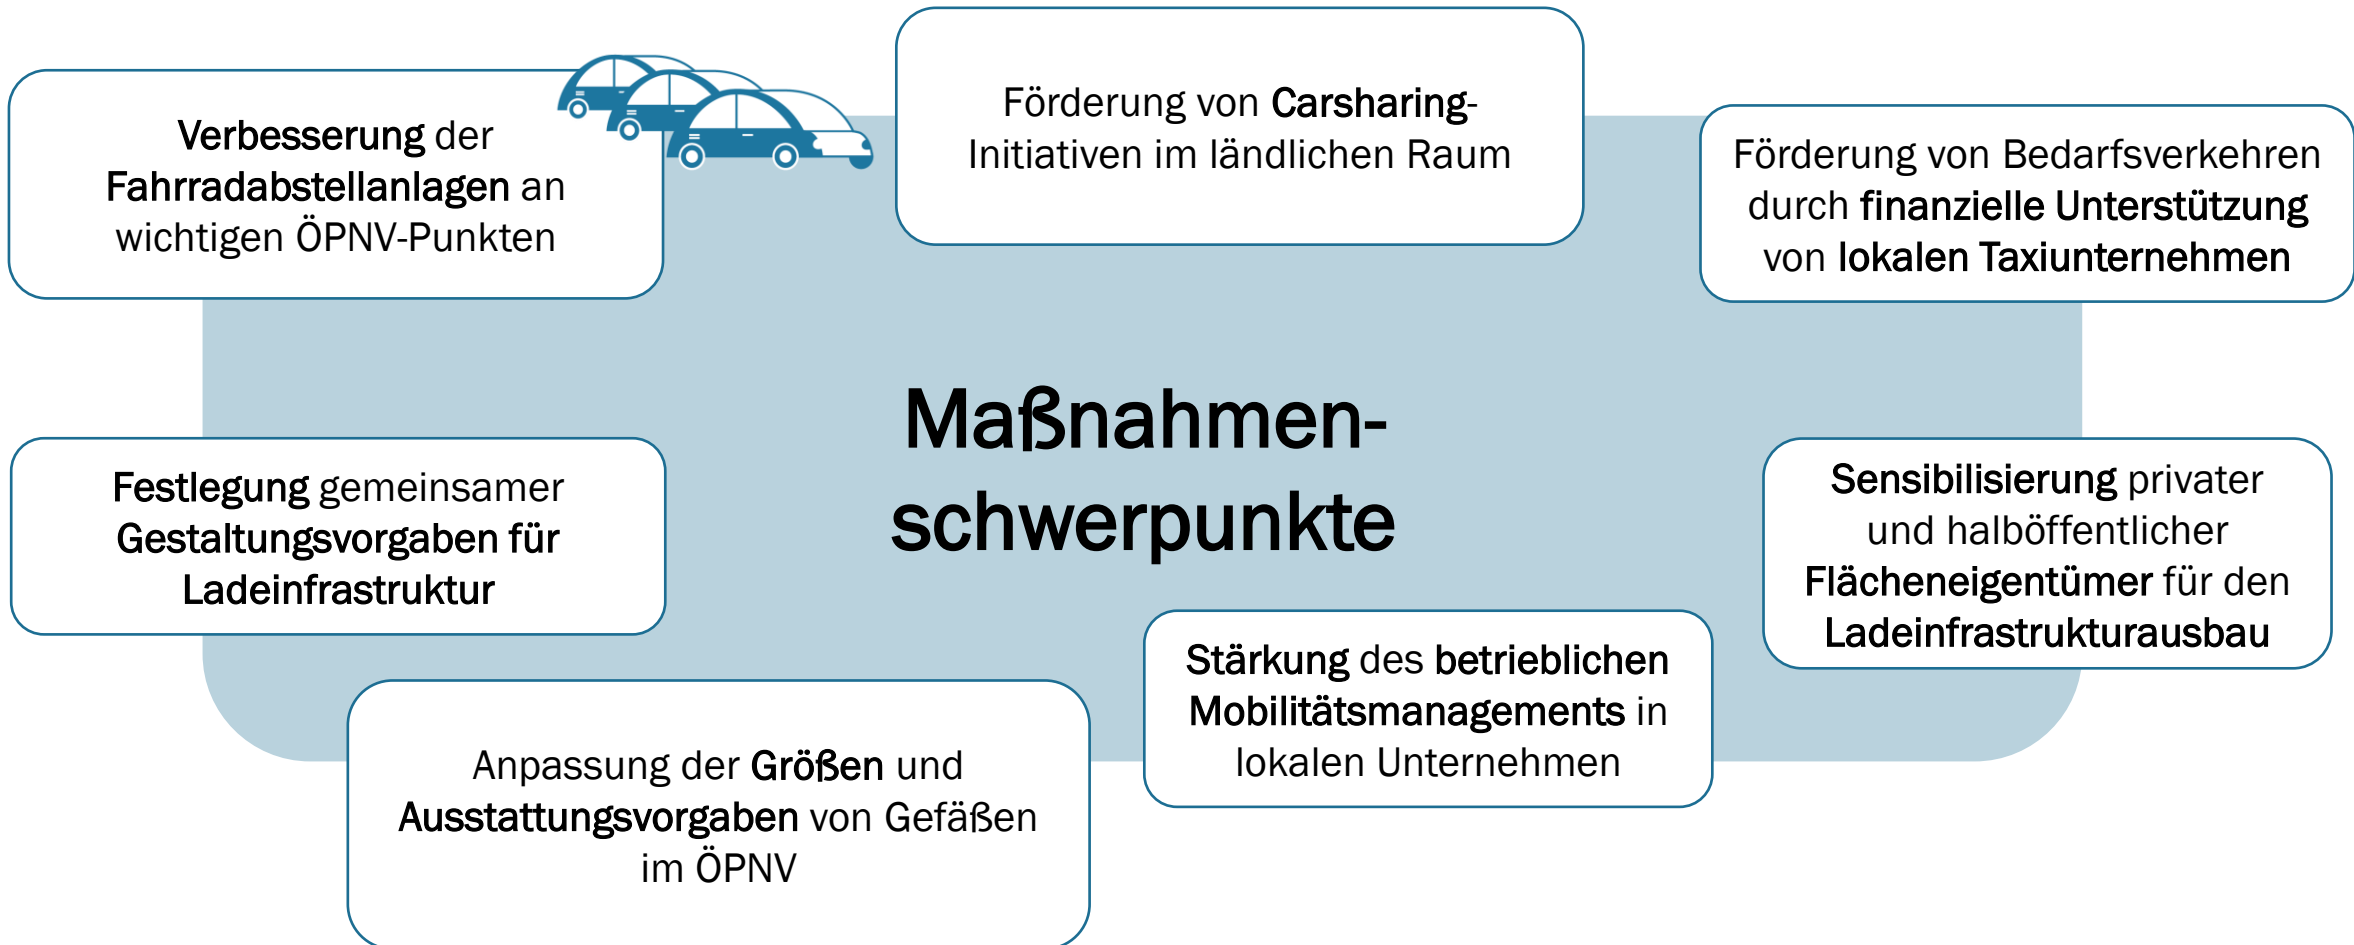 Verbesserung der
Fahrradabstellanlagen an
wichtigen ÖPNV-Punkten
Förderung von Carsharing-
Initiativen im ländlichen Raum
Förderung von Bedarfsverkehren
durch finanzielle Unterstützung
von lokalen Taxiunternehmen
Maßnahmen-
schwerpunkte
Festlegung gemeinsamer
Gestaltungsvorgaben für
Ladeinfrastruktur
Sensibilisierung privater
und halböffentlicher
Flächeneigentümer für den
Ladeinfrastrukturausbau
Anpassung der Größen und
Ausstattungsvorgaben von Gefäßen
im ÖPNV
Stärkung des betrieblichen
Mobilitätsmanagements in
lokalen Unternehmen